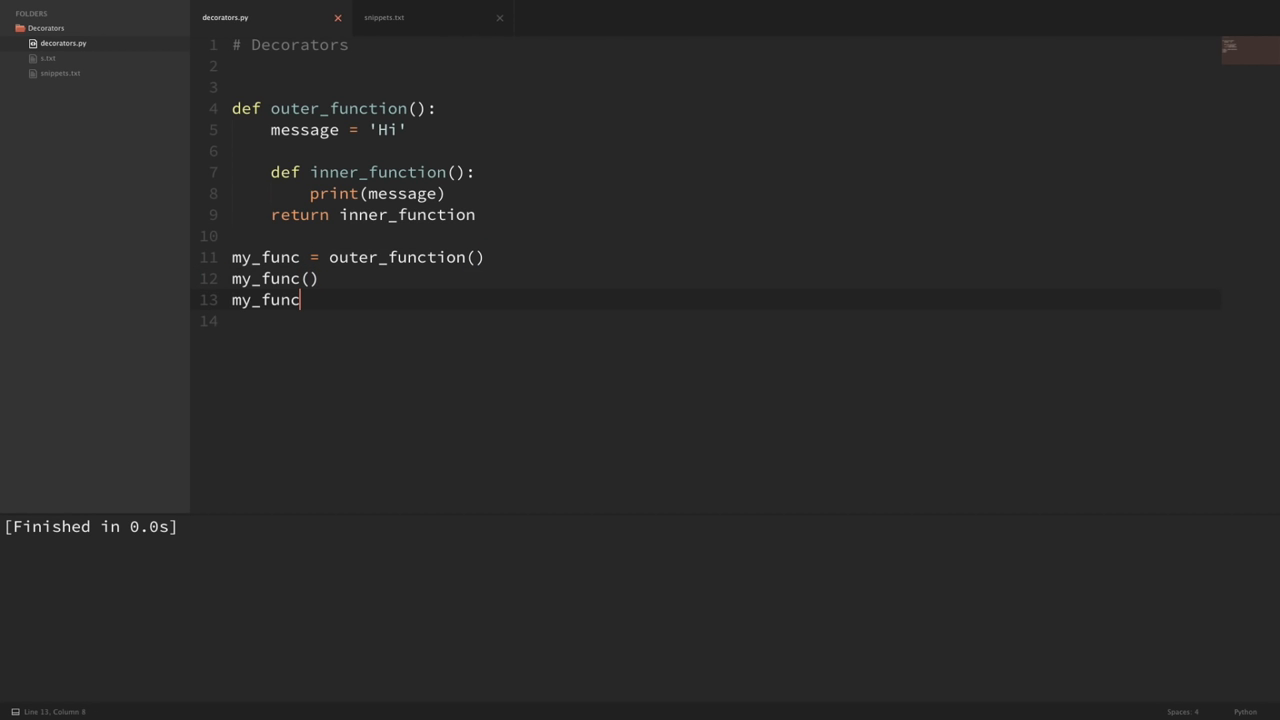 FOLDERS
Decorators
decorators.py
s.txt
snippets.txt
decorators.py
snippets.txt
1 # Decorators
2
3
4 def outer_function():
5     message = 'Hi'
6
7     def inner_function():
8         print(message)
9     return inner_function
10
11 my_func = outer_function()
12 my_func()
13 my_func
14
[Finished in 0.0s]
Line 13, Column 8
Spaces: 4
Python